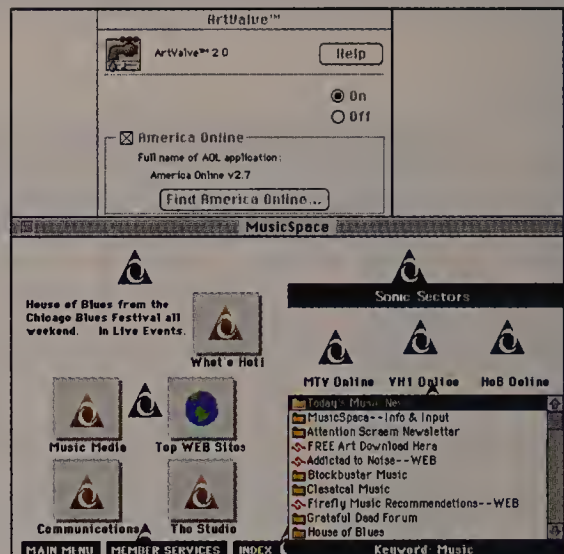 ArtValve™
ArtValve™ 2.0
Help
On
Off
America Online
Full name of AOL application:
America Online v2.7
Find America Online...
MusicSpace
House of Blues from the
Chicago Blues Festival all
weekend. In Live Events.
What's Hot!
Music Media
Top WEB Sites
Communications
The Studio
MAIN MENU
MEMBER SERVICES
INDEX
Sonic Sectors
MTV Online
VH1 Online
HoB Online
Today's Music Ne
MusicSpace--Info & Input
Attention Scream Newsletter
FREE Art Download Here
Addicted to Noise--WEB
Blockbuster Music
Classical Music
Firefly Music Recommendations--WEB
Grateful Dead Forum
House of Blues
Keyword: Music